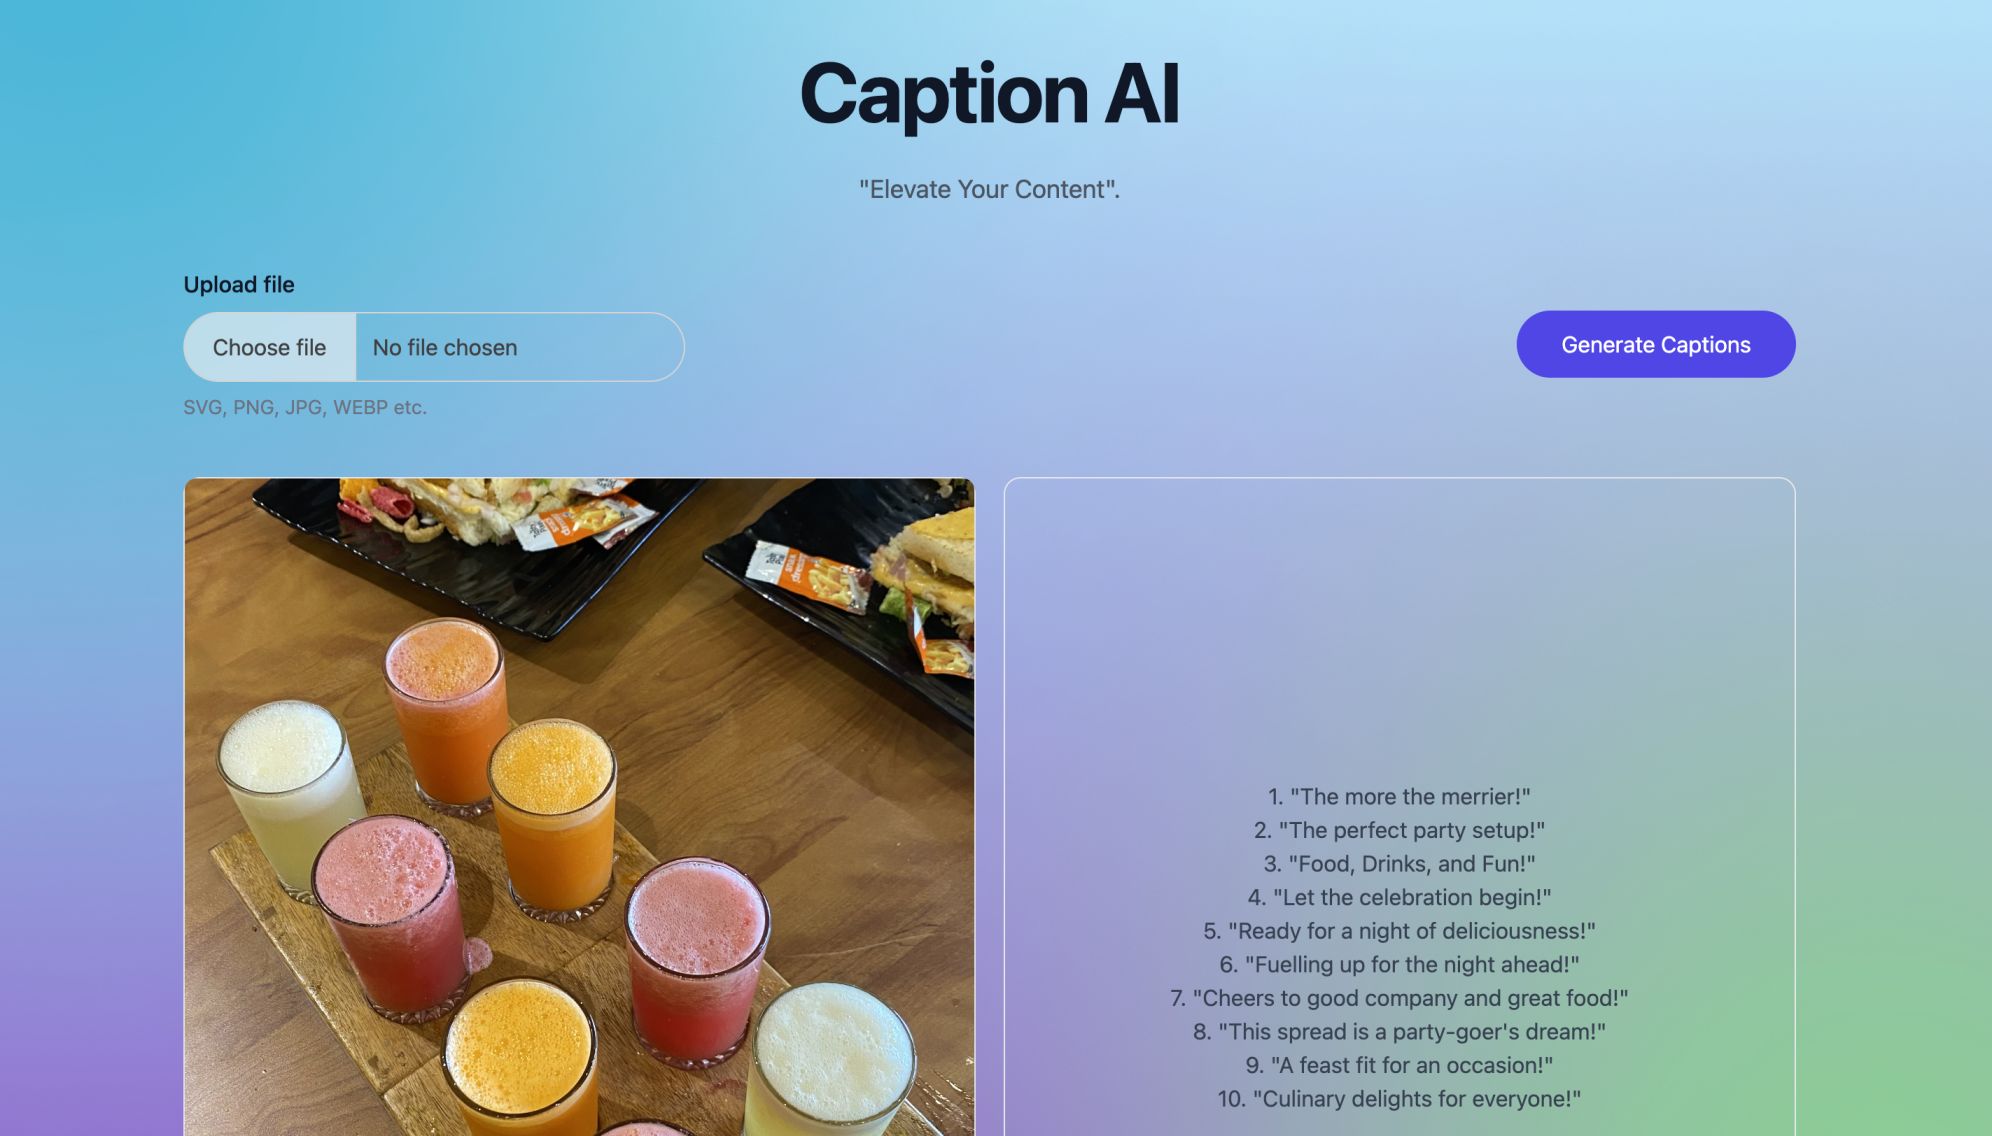 Caption AI
"Elevate Your Content".
Upload file
Choose file
No file chosen
Generate Captions
SVG, PNG, JPG, WEBP etc.
1. "The more the merrier!"
2. "The perfect party setup!"
3. "Food, Drinks, and Fun!"
4. "Let the celebration begin!"
5. "Ready for a night of deliciousness!"
6. "Fuelling up for the night ahead!"
7. "Cheers to good company and great food!"
8. "This spread is a party-goer's dream!"
9. "A feast fit for an occasion!"
10. "Culinary delights for everyone!"